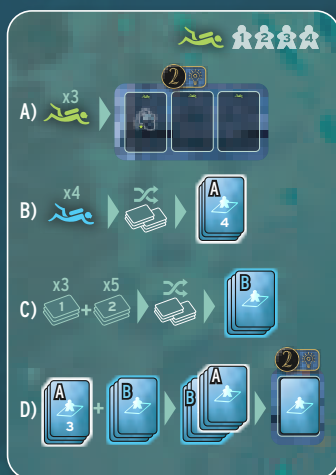 1 2 3 4
2
A) x3
B) x4 A 4
C) x3 1 + x5 2 B
2
D) A 3 + B B A